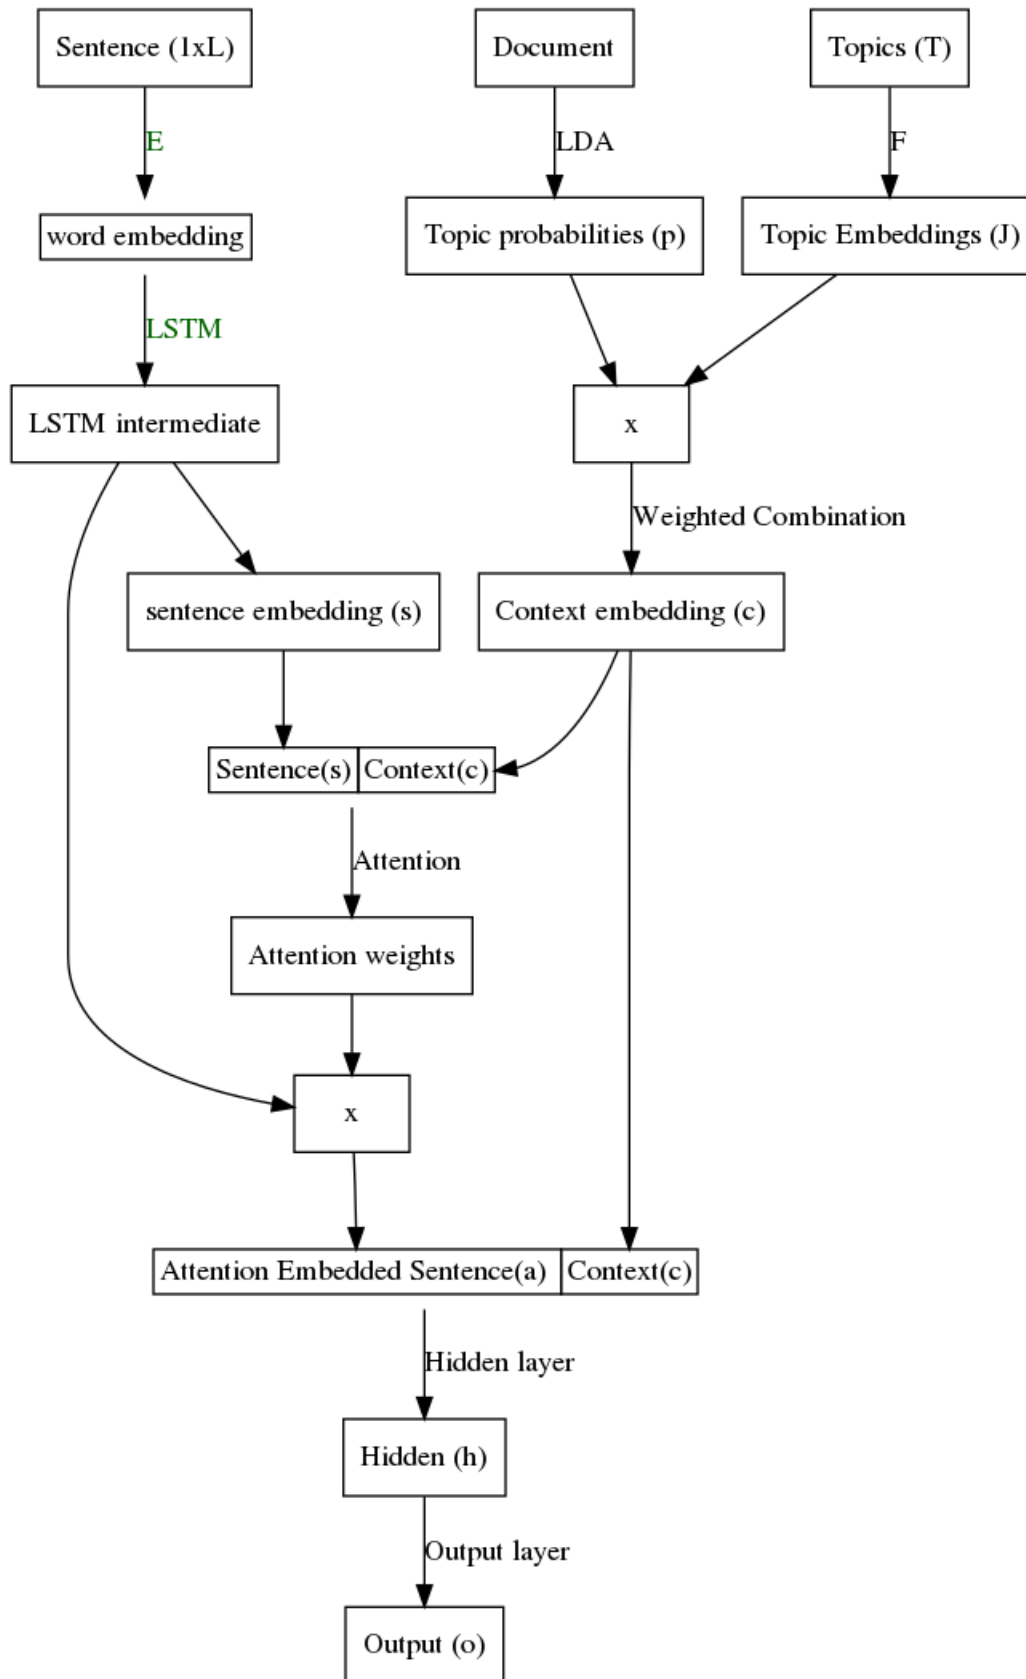 Sentence (1xL)
Document
Topics (T)
E
LDA
F
word embedding
Topic probabilities (p)
Topic Embeddings (J)
LSTM
LSTM intermediate
x
Weighted Combination
sentence embedding (s)
Context embedding (c)
Sentence(s)
Context(c)
Attention
Attention weights
x
Attention Embedded Sentence(a)
Context(c)
Hidden layer
Hidden (h)
Output layer
Output (o)